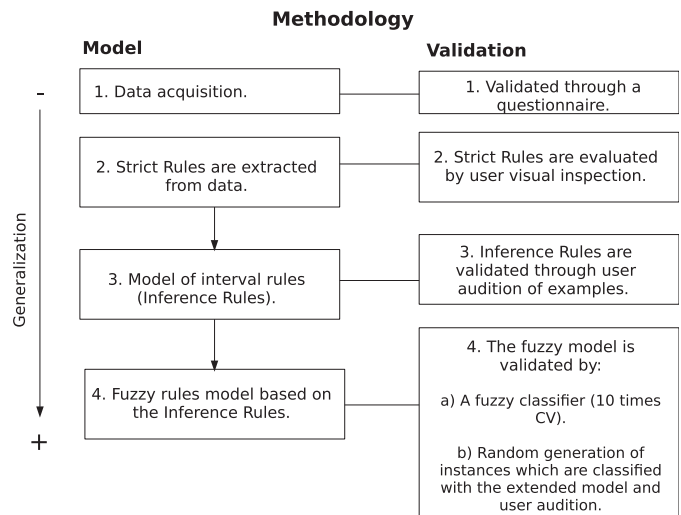 Methodology
Model
Validation
-
1. Data acquisition.
1. Validated through a
questionnaire.
2. Strict Rules are extracted
from data.
2. Strict Rules are evaluated
by user visual inspection.
Generalization
3. Model of interval rules
(Inference Rules).
3. Inference Rules are
validated through user
audition of examples.
4. Fuzzy rules model based on
the Inference Rules.
4. The fuzzy model is
validated by:
a) A fuzzy classifier (10 times
CV).
b) Random generation of
instances which are classified
with the extended model and
user audition.
+